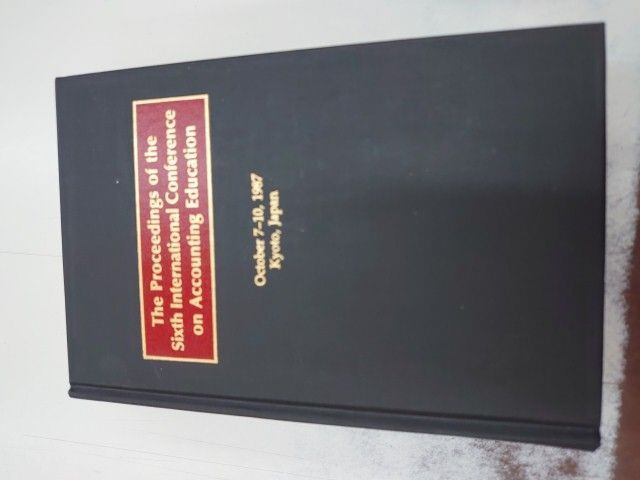 The Proceedings of the
Sixth International Conference
on Accounting Education
October 7-10, 1987
Kyoto, Japan